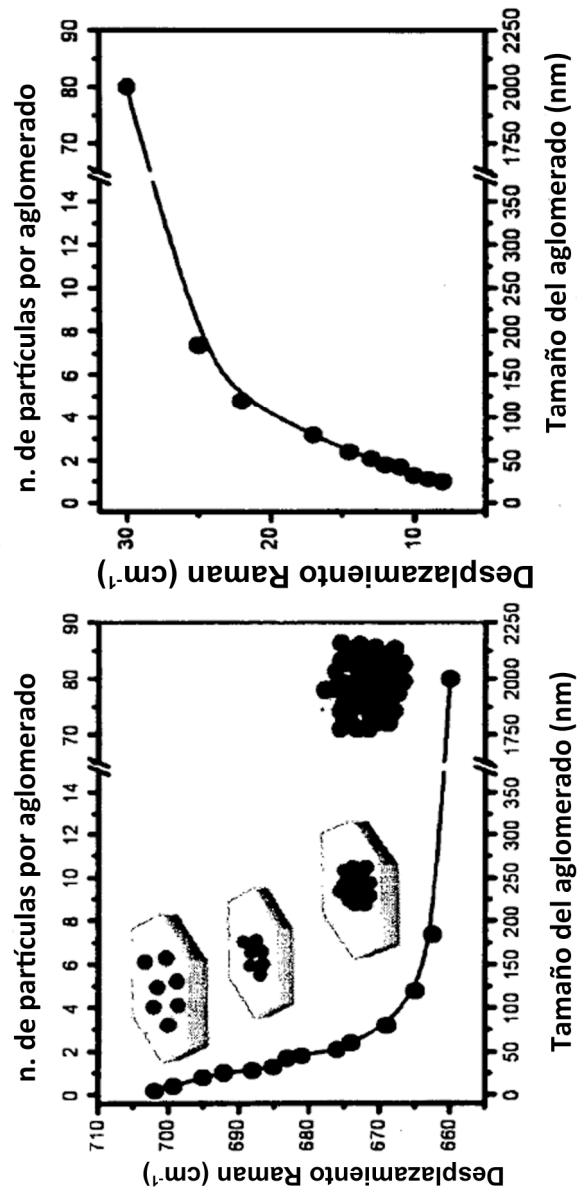 n. de partículas por aglomerado
0 2 4 6 8 10 12 14 70 80 90
710
700
690
680
670
660
Desplazamiento Raman (cm-1)
0 50 100 150 200 250 300 350 1750 2000 2250
Tamaño del aglomerado (nm)
n. de partículas por aglomerado
0 2 4 6 8 10 12 14 70 80 90
30
20
10
Desplazamiento Raman (cm-1)
0 50 100 150 200 250 300 350 1750 2000 2250
Tamaño del aglomerado (nm)